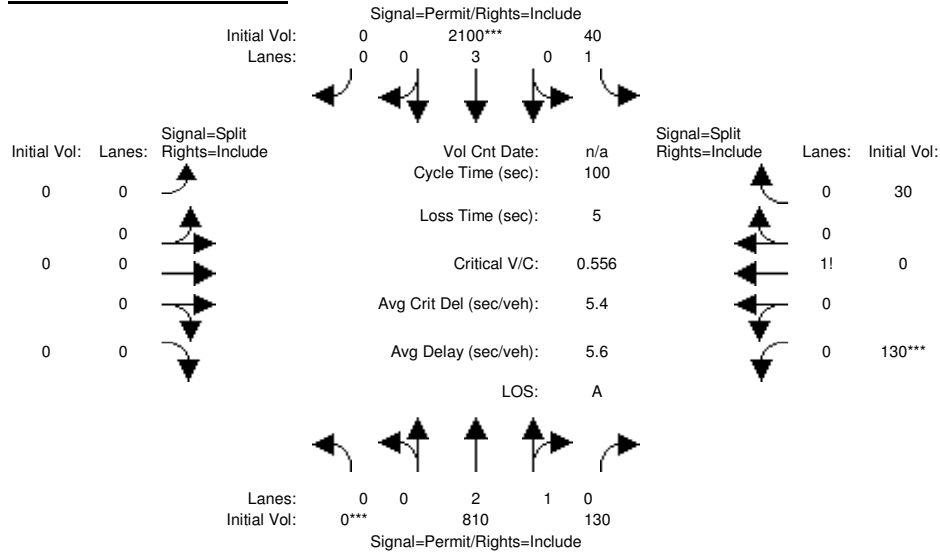 Signal=Permit/Rights=Include
Initial Vol: 0 2100*** 40
Lanes: 0 0 3 0 1
Signal=Split Signal=Split
Initial Vol: Lanes: Rights=Include Vol Cnt Date: n/a Rights=Include Lanes: Initial Vol:
Cycle Time (sec): 100
0 0 0 30
Loss Time (sec): 5
0 0
0 0 Critical V/C: 0.556 1! 0
0 Avg Crit Del (sec/veh): 5.4 0
0 0 Avg Delay (sec/veh): 5.6 0 130***
LOS: A
Lanes: 0 0 2 1 0
Initial Vol: 0*** 810 130
Signal=Permit/Rights=Include